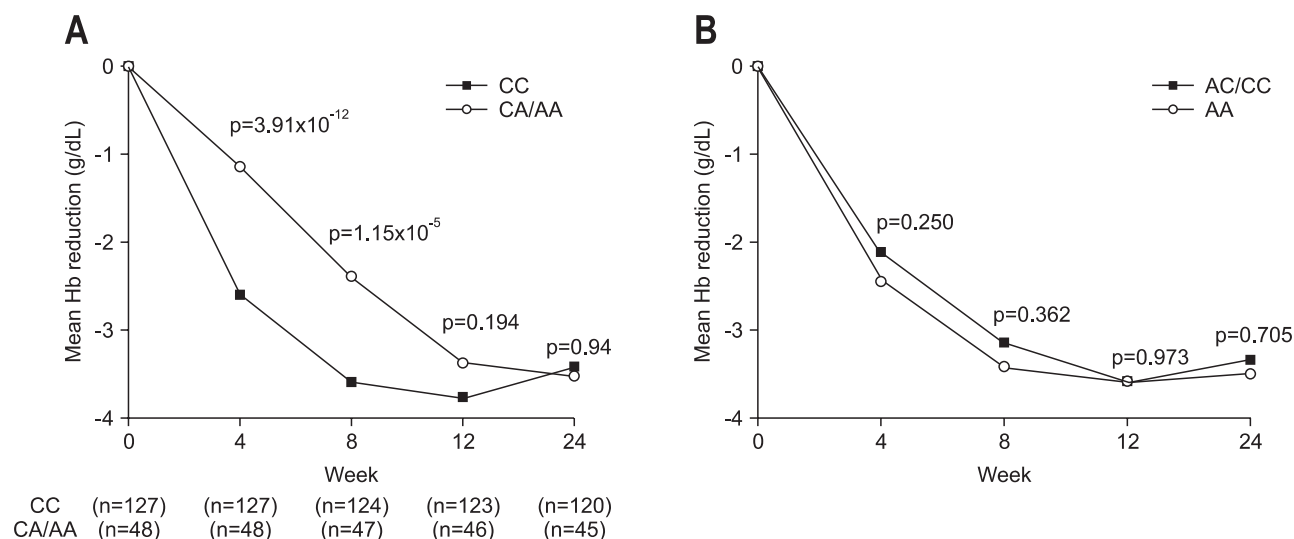 A
0
-1
-2
-3
-4
Mean Hb reduction (g/dL)
CC
CA/AA
p=3.91x10⁻¹²
p=1.15x10⁻⁵
p=0.194
p=0.94
0 4 8 12 24
Week
CC (n=127) (n=127) (n=124) (n=123) (n=120)
CA/AA (n=48) (n=48) (n=47) (n=46) (n=45)
B
0
-1
-2
-3
-4
Mean Hb reduction (g/dL)
AC/CC
AA
p=0.250
p=0.362
p=0.973
p=0.705
0 4 8 12 24
Week